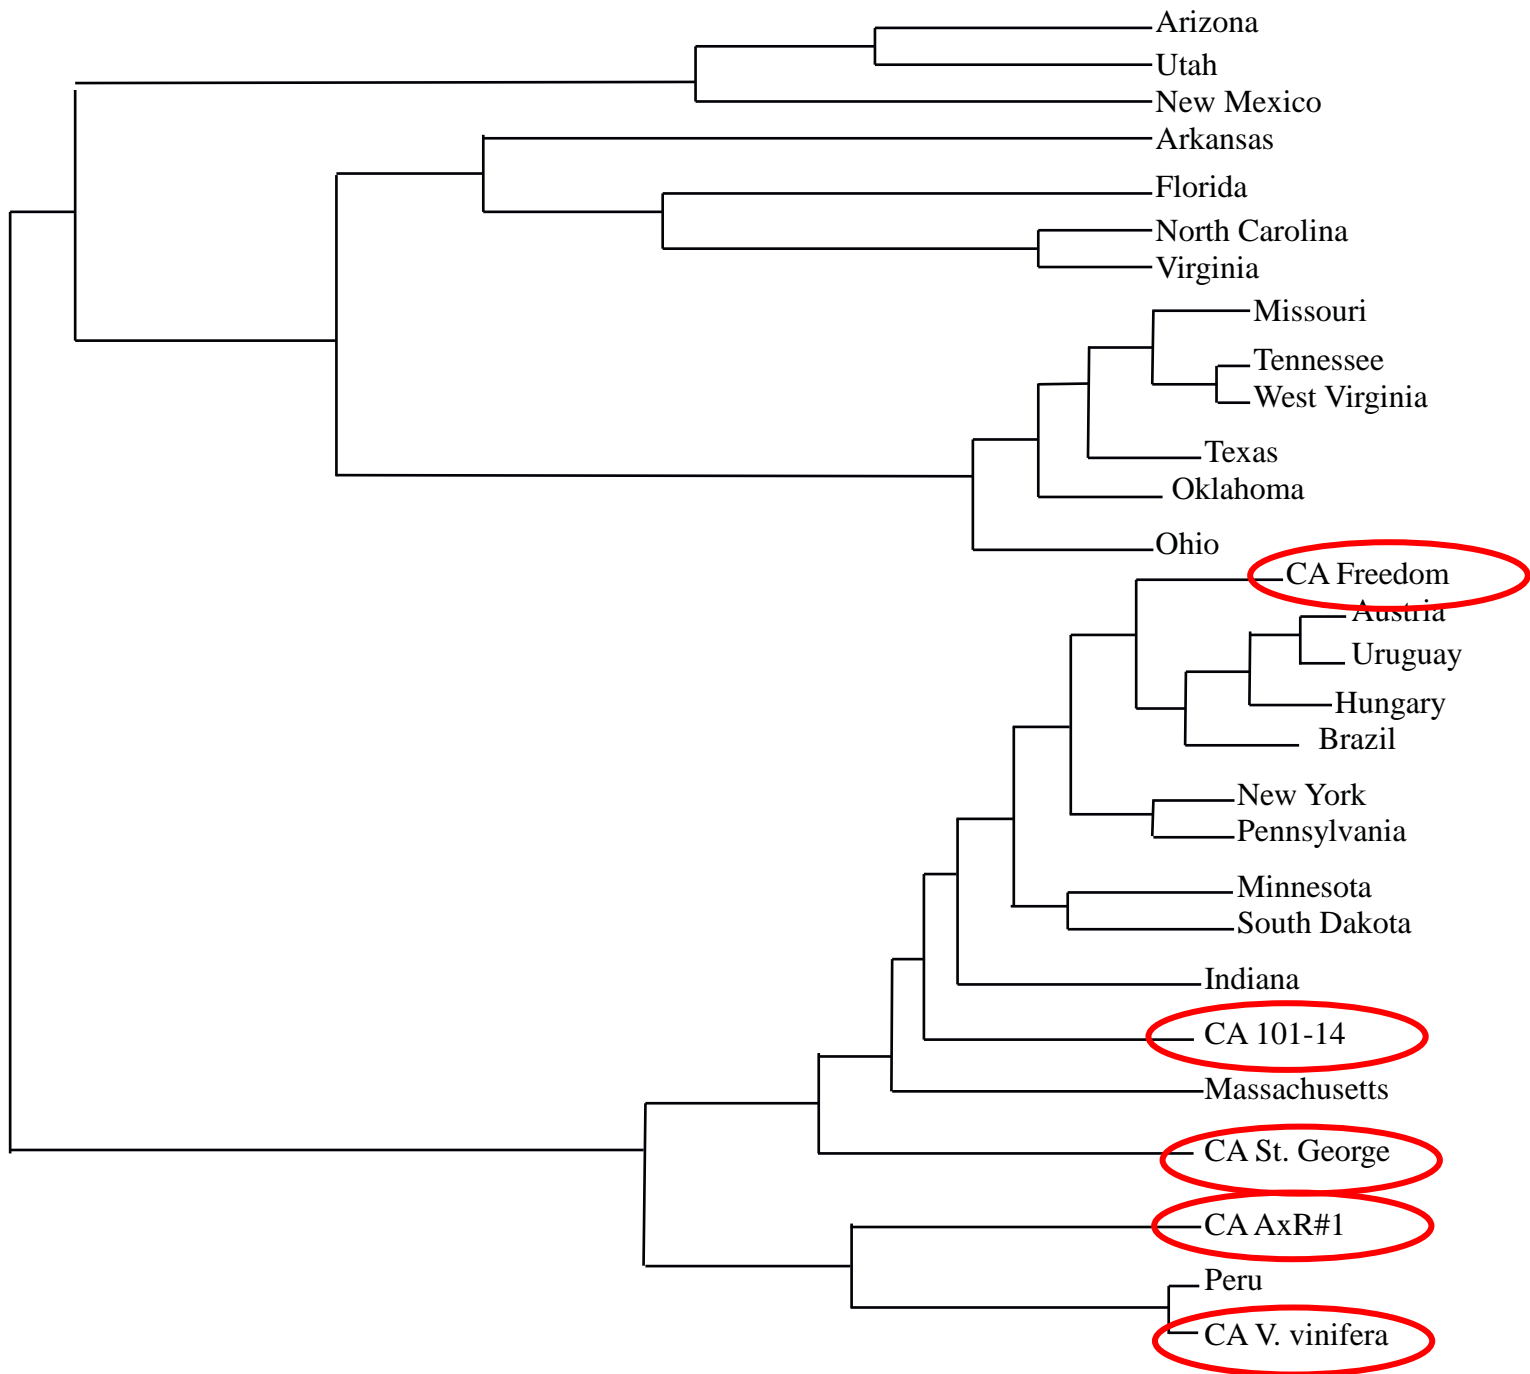 Arizona
Utah
New Mexico
Arkansas
Florida
North Carolina
Virginia
Missouri
Tennessee
West Virginia
Texas
Oklahoma
Ohio
CA Freedom
Austria
Uruguay
Hungary
Brazil
New York
Pennsylvania
Minnesota
South Dakota
Indiana
CA 101-14
Massachusetts
CA St. George
CA AxR#1
Peru
CA V. vinifera